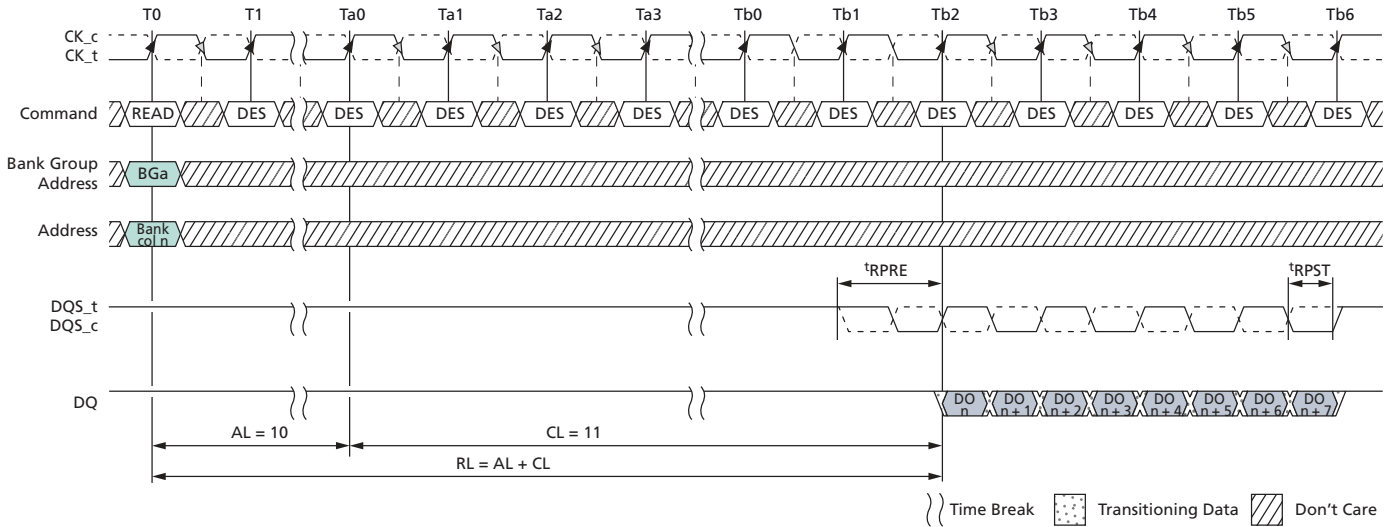 T0 T1 Ta0 Ta1 Ta2 Ta3 Tb0 Tb1 Tb2 Tb3 Tb4 Tb5 Tb6
CK_c
CK_t
Command READ DES DES DES DES DES DES DES DES DES DES DES DES
Bank Group
Address
BGa
Address
Bank
col n
tRPRE
tRPST
DQS_t
DQS_c
DQ
DO n
DO n + 1
DO n + 2
DO n + 3
DO n + 4
DO n + 5
DO n + 6
DO n + 7
AL = 10
CL = 11
RL = AL + CL
Time Break
Transitioning Data
Don't Care